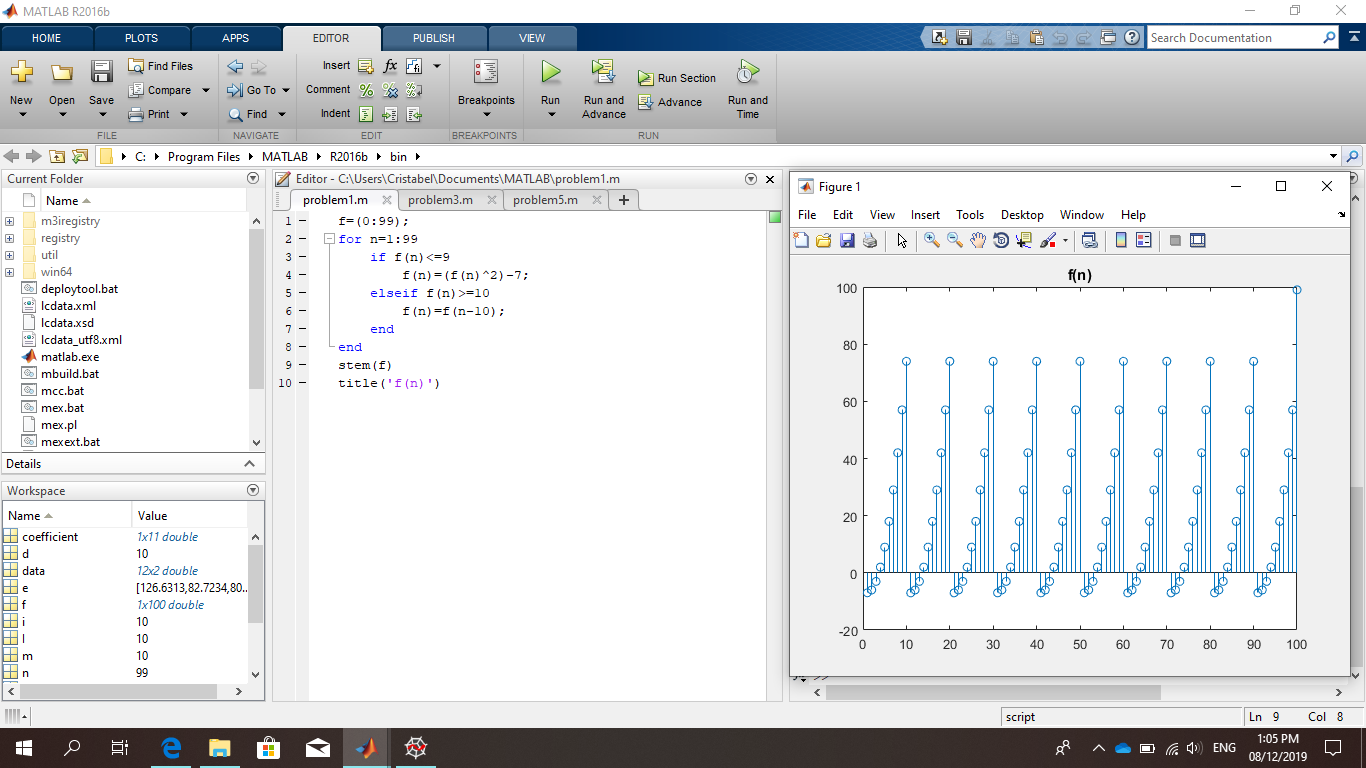 MATLAB R2016b
HOME PLOTS APPS EDITOR PUBLISH VIEW
Search Documentation
New Open Save
Find Files
Compare
Print
FILE
Go To
Find
NAVIGATE
Insert fx
Comment
Indent
EDIT
Breakpoints
BREAKPOINTS
Run
Run and Advance
Run Section
Advance
Run and Time
RUN
C: Program Files MATLAB R2016b bin
Current Folder
Name
m3iregistry
registry
util
win64
deploytool.bat
lcdata.xml
lcdata.xsd
lcdata_utf8.xml
matlab.exe
mbuild.bat
mcc.bat
mex.bat
mex.pl
mexext.bat
Details
Workspace
Name Value
coefficient 1x11 double
d 10
data 12x2 double
e [126.6313,82.7234,80...
f 1x100 double
i 10
l 10
m 10
n 99
Editor - C:\Users\Cristabel\Documents\MATLAB\problem1.m
problem1.m problem3.m problem5.m
1 f=(0:99);
2 for n=1:99
3 if f(n)<=9
4 f(n)=(f(n)^2)-7;
5 elseif f(n)>=10
6 f(n)=f(n-10);
7 end
8 end
9 stem(f)
10 title('f(n)')
Figure 1
File Edit View Insert Tools Desktop Window Help
f(n)
100
80
60
40
20
0
-20
0 10 20 30 40 50 60 70 80 90 100
script
Ln 9 Col 8
ENG
1:05 PM
08/12/2019